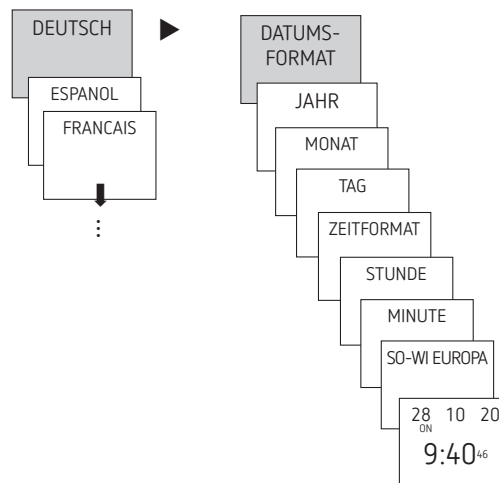 DEUTSCH
ESPANOL
FRANCAIS
DATUMS-
FORMAT
JAHR
MONAT
TAG
ZEITFORMAT
STUNDE
MINUTE
SO-WI EUROPA
28 10 20
ON
9:40 46